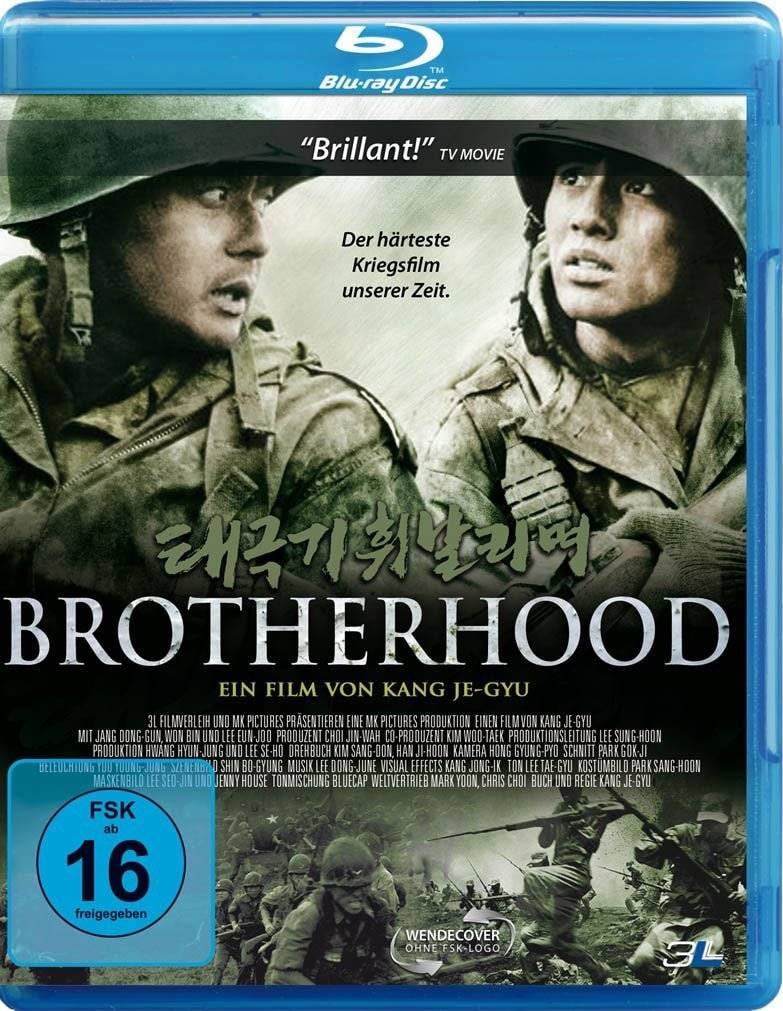 Blu-ray Disc™
"Brillant!" TV MOVIE
Der härteste
Kriegsfilm
unserer Zeit.
태극기 휘날리며
BROTHERHOOD
EIN FILM VON KANG JE-GYU
3L FILMVERLEIH UND MK PICTURES PRÄSENTIEREN EINE MK PICTURES PRODUKTION EINEN FILM VON KANG JE-GYU
MIT JANG DONG-GUN, WON BIN UND LEE EUN-JOO PRODUZENT CHOI JIN-WAH CO-PRODUZENT KIM WOO-TAEK PRODUKTIONSLEITUNG LEE SUNG-HOON
PRODUKTION HWANG HYUN-JUNG UND LEE SE-HO DREHBUCH KIM SANG-DON, HAN JI-HOON KAMERA HONG GYUNG-PYO SCHNITT PARK GOK-JI
BELEUCHTUNG YOU YOUNG-JONG SZENENBILD SHIN BO-GYUNG MUSIK LEE DONG-JUNE VISUAL EFFECTS KANG JONG-IK TON LEE TAE-GYU KOSTÜMBILD PARK SANG-HOON
MASKENBILD LEE SEO-JIN UND JENNY HOUSE TONMISCHUNG BLUECAP WELTVERTRIEB MARK YOON, CHRIS CHOI BUCH UND REGIE KANG JE-GYU
FSK
ab
16
freigegeben
WENDECOVER
OHNE FSK-LOGO
3L